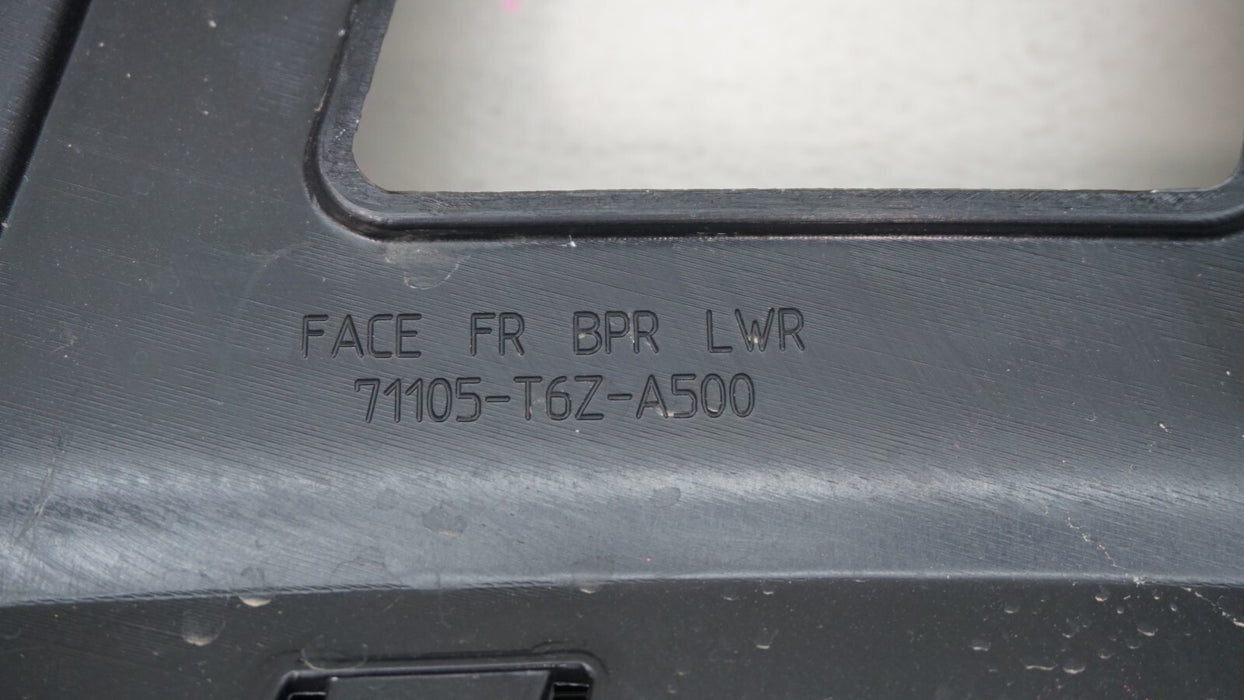 FACE FR BPR LWR
71105-T6Z-A500